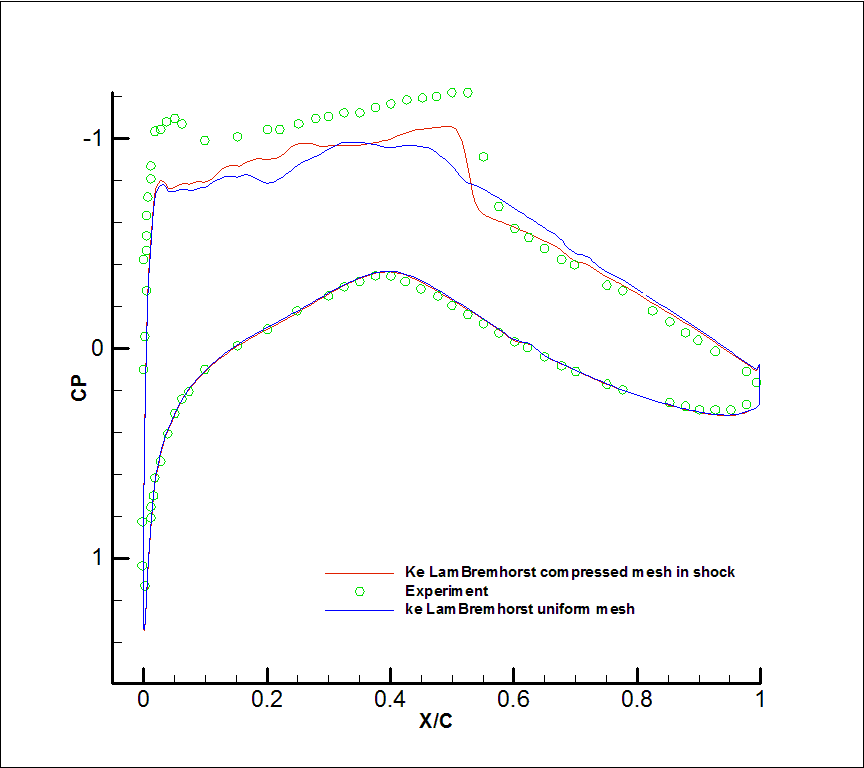 -1
0
1
CP
Ke LamBremhorst compressed mesh in shock
Experiment
ke LamBremhorst uniform mesh
0 0.2 0.4 0.6 0.8 1
X/C